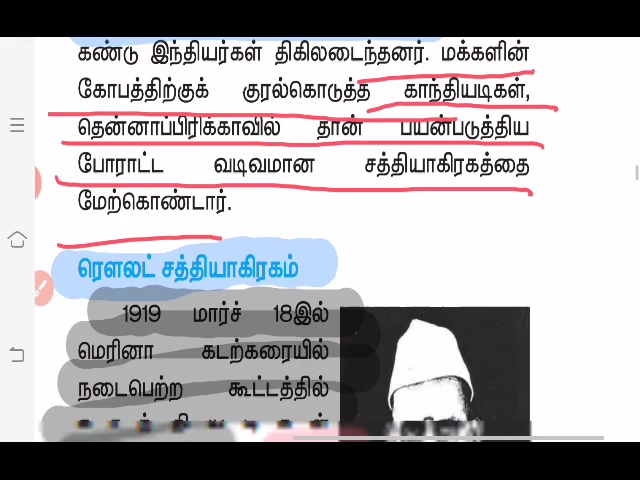 கண்டு இந்தியர்கள் திகிலடைந்தனர். மக்களின்
கோபத்திற்குக் குரல்கொடுத்த காந்தியடிகள்,
தென்னாப்பிரிக்காவில் தான் பயன்படுத்திய
போராட்ட வடிவமான சத்தியாகிரகத்தை
மேற்கொண்டார்.
ரௌலட் சத்தியாகிரகம்
1919 மார்ச் 18இல்
மெரினா கடற்கரையில்
நடைபெற்ற கூட்டத்தில்